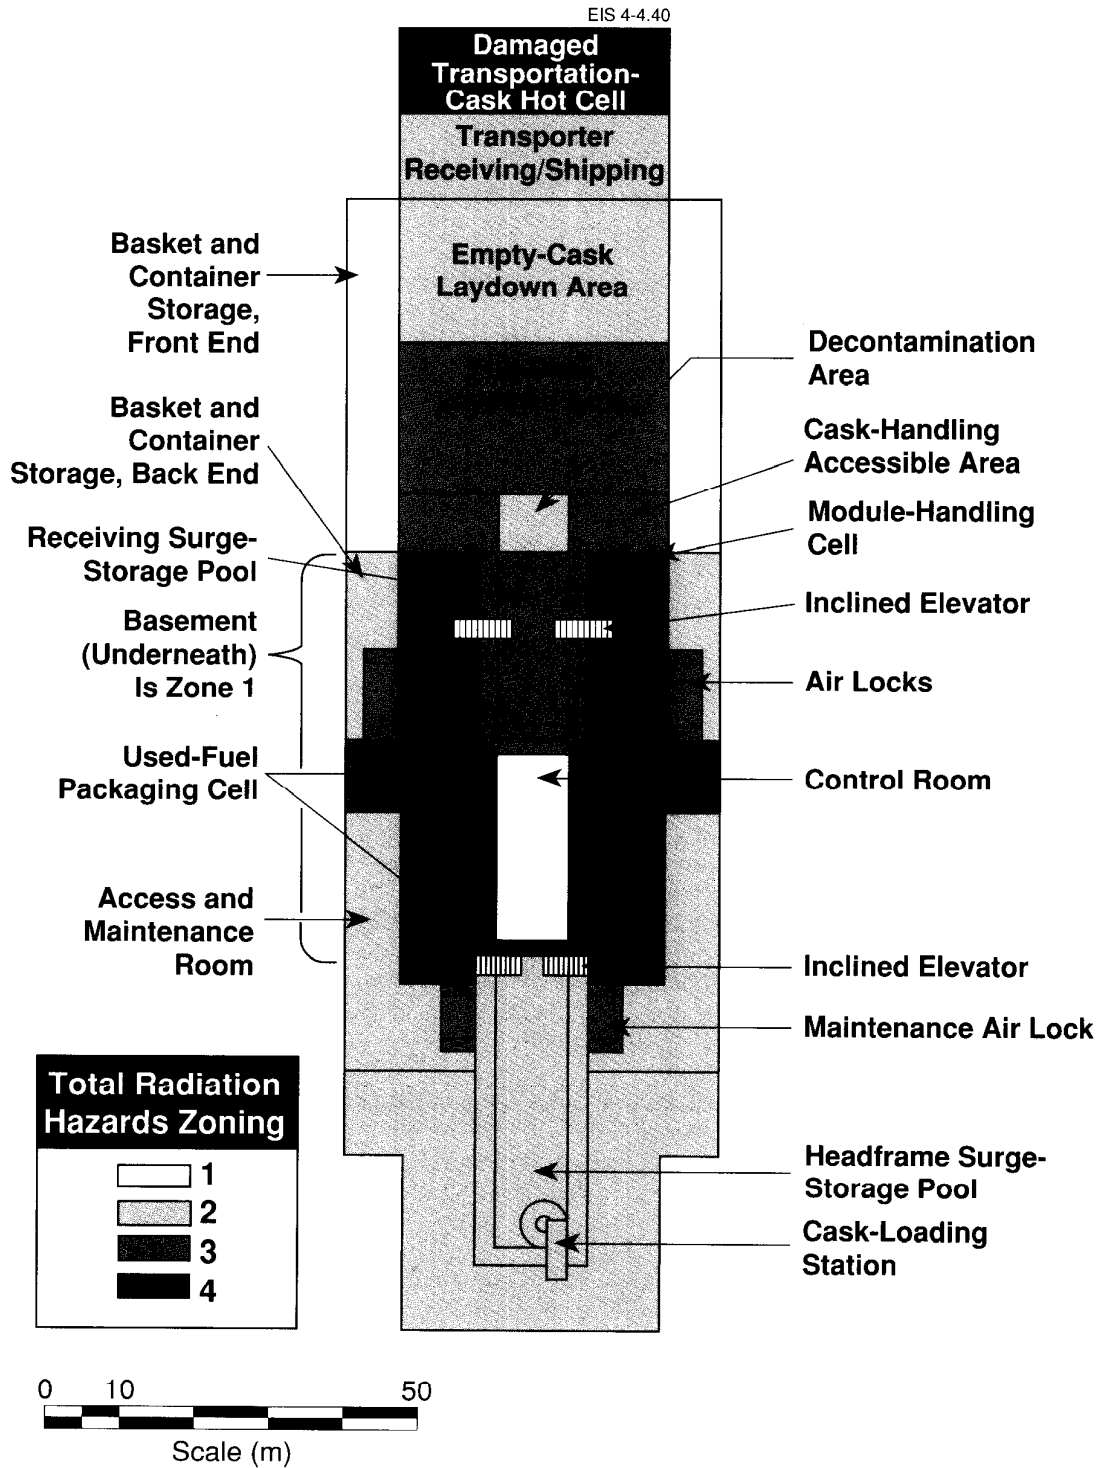 EIS 4-4.40
Damaged
Transportation-
Cask Hot Cell
Transporter
Receiving/Shipping
Empty-Cask
Laydown Area
Basket and
Container
Storage,
Front End
Basket and
Container
Storage, Back End
Receiving Surge-
Storage Pool
Basement
(Underneath)
Is Zone 1
Used-Fuel
Packaging Cell
Access and
Maintenance
Room
Decontamination
Area
Cask-Handling
Accessible Area
Module-Handling
Cell
Inclined Elevator
Air Locks
Control Room
Inclined Elevator
Maintenance Air Lock
Headframe Surge-
Storage Pool
Cask-Loading
Station
Total Radiation
Hazards Zoning
1
2
3
4
0 10 50
Scale (m)